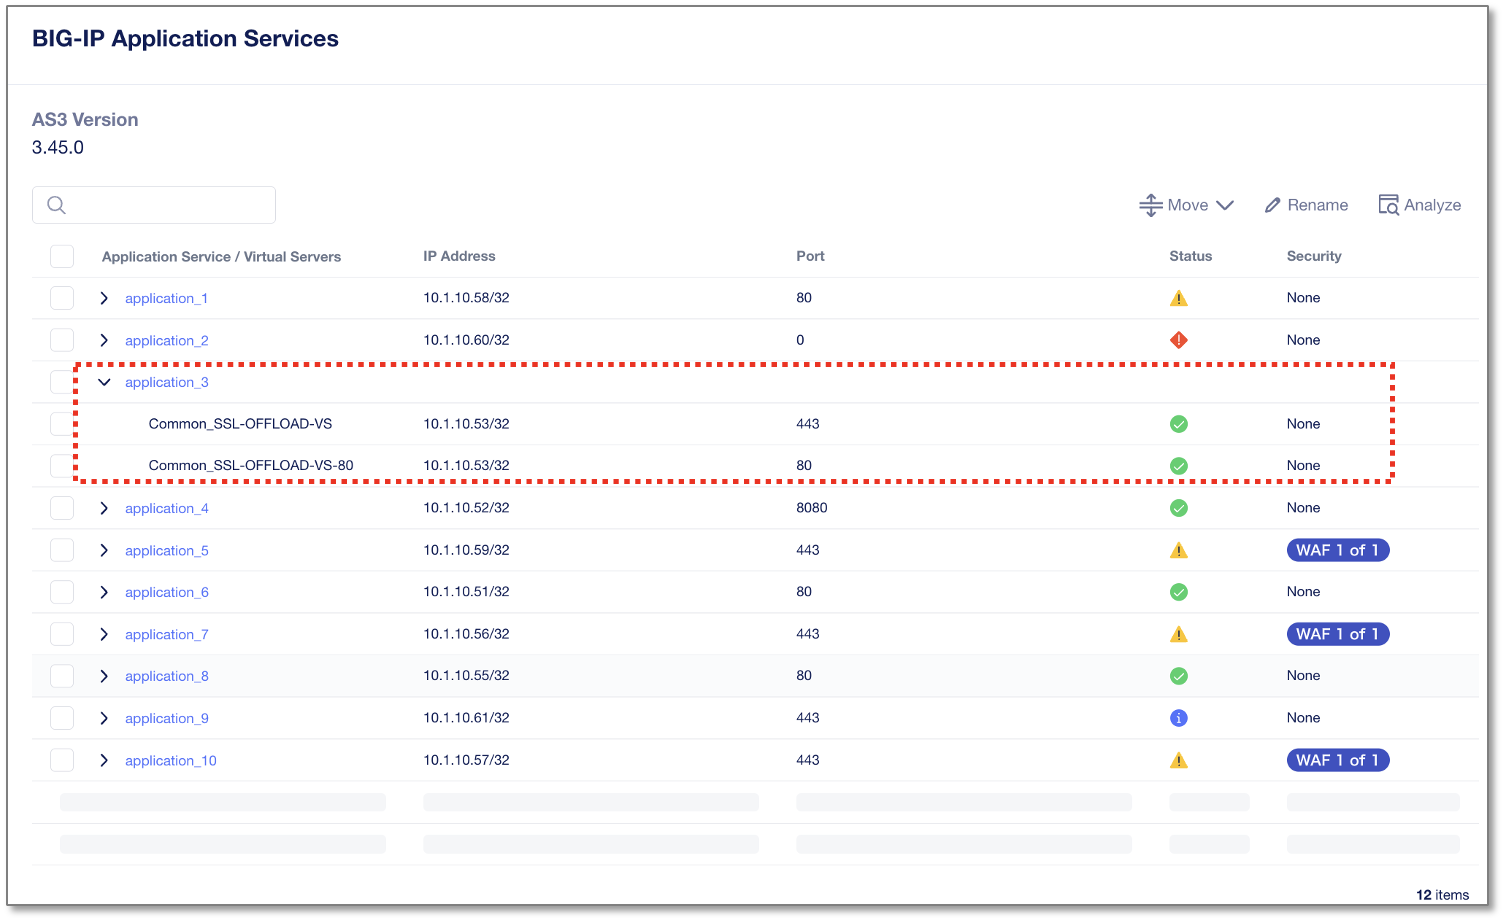 BIG-IP Application Services
AS3 Version
3.45.0
Move Rename Analyze
Application Service / Virtual Servers IP Address Port Status Security
application_1 10.1.10.58/32 80 None
application_2 10.1.10.60/32 0 None
application_3
Common_SSL-OFFLOAD-VS 10.1.10.53/32 443 None
Common_SSL-OFFLOAD-VS-80 10.1.10.53/32 80 None
application_4 10.1.10.52/32 8080 None
application_5 10.1.10.59/32 443 WAF 1 of 1
application_6 10.1.10.51/32 80 None
application_7 10.1.10.56/32 443 WAF 1 of 1
application_8 10.1.10.55/32 80 None
application_9 10.1.10.61/32 443 None
application_10 10.1.10.57/32 443 WAF 1 of 1
12 items